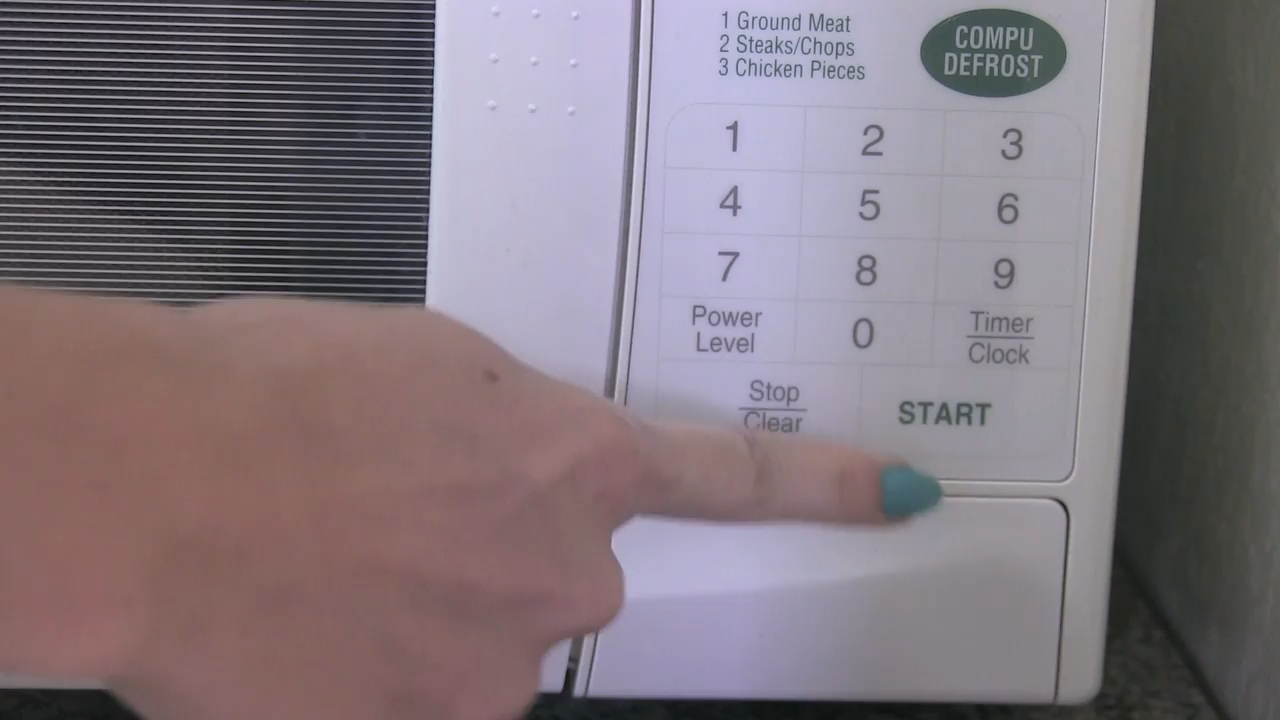 1 Ground Meat
2 Steaks/Chops
3 Chicken Pieces
COMPU
DEFROST
1 2 3
4 5 6
7 8 9
Power
Level
0
Timer
Clock
Stop
Clear
START